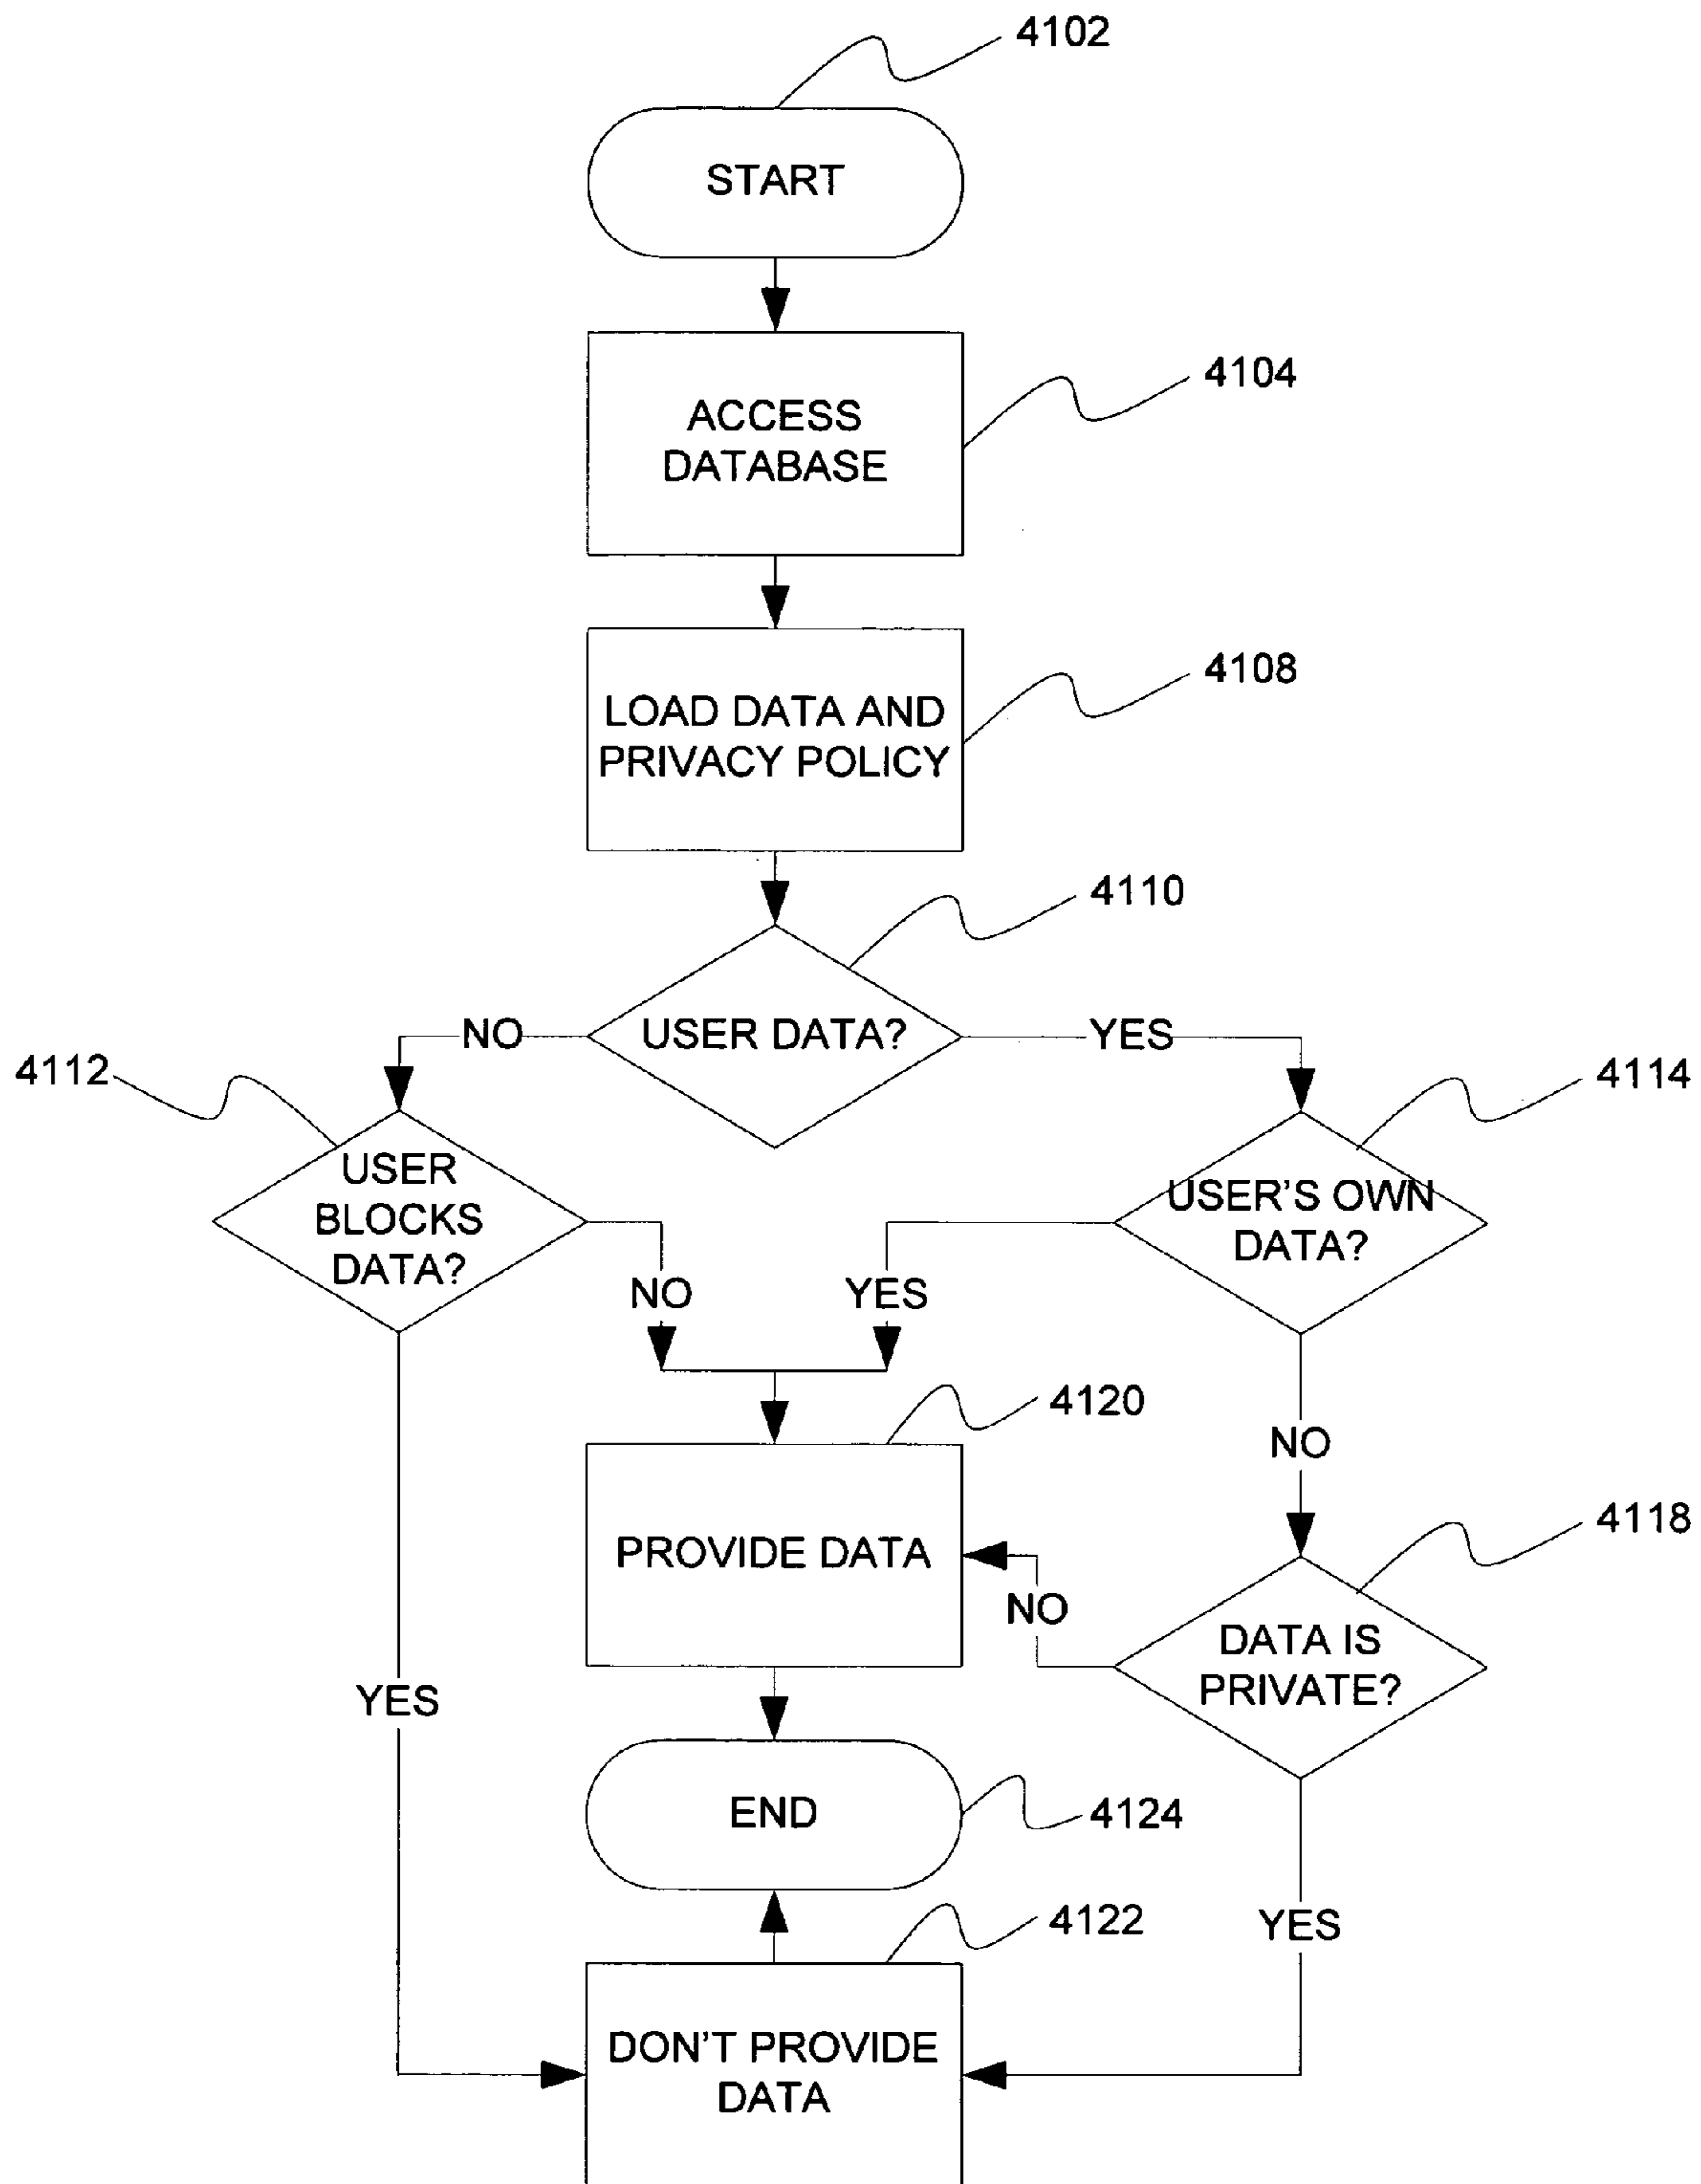 4102
START
4104
ACCESS
DATABASE
4108
LOAD DATA AND
PRIVACY POLICY
4110
USER DATA?
NO
YES
4112
4114
USER
BLOCKS
DATA?
USER'S OWN
DATA?
NO
YES
4120
NO
4118
PROVIDE DATA
NO
DATA IS
PRIVATE?
YES
END
4124
4122
YES
DON'T PROVIDE
DATA